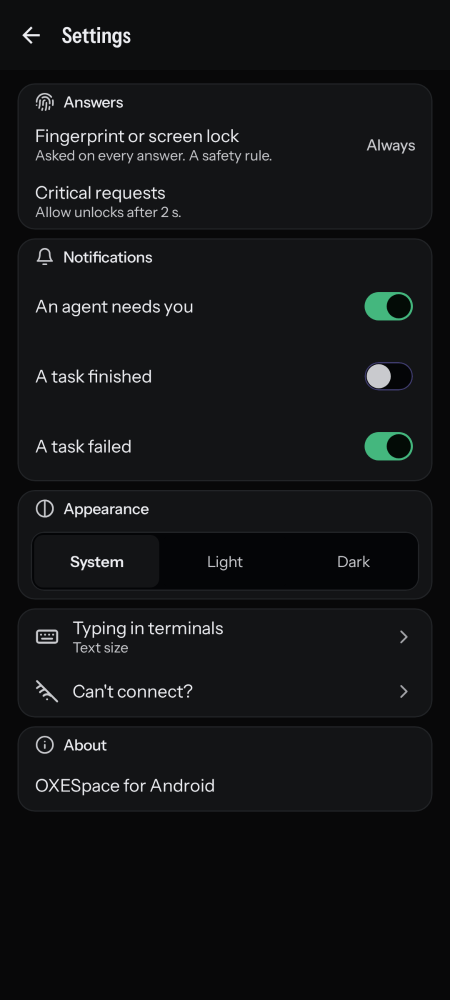 Settings
Answers
Fingerprint or screen lock
Asked on every answer. A safety rule.
Always
Critical requests
Allow unlocks after 2 s.
Notifications
An agent needs you
A task finished
A task failed
Appearance
System
Light
Dark
Typing in terminals
Text size
Can't connect?
About
OXESpace for Android